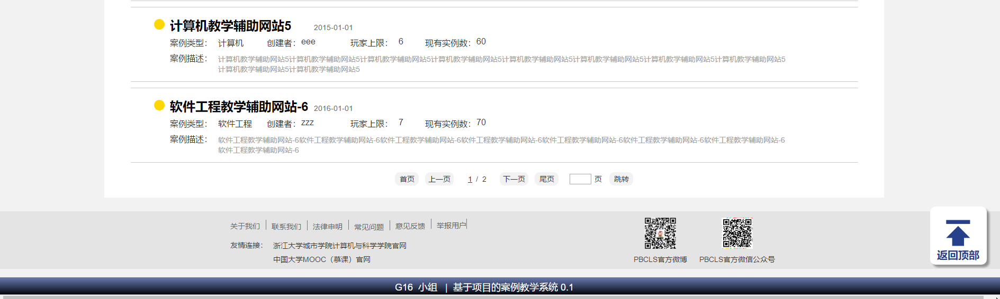 计算机教学辅助网站5 2015-01-01
案例类型： 计算机 创建者：eee 玩家上限： 6 现有实例数：60
案例描述： 计算机教学辅助网站5计算机教学辅助网站5计算机教学辅助网站5计算机教学辅助网站5计算机教学辅助网站5计算机教学辅助网站5计算机教学辅助网站5计算机教学辅助网站5
计算机教学辅助网站5计算机教学辅助网站5
软件工程教学辅助网站-6 2016-01-01
案例类型： 软件工程 创建者：zzz 玩家上限： 7 现有实例数：70
案例描述： 软件工程教学辅助网站-6软件工程教学辅助网站-6软件工程教学辅助网站-6软件工程教学辅助网站-6软件工程教学辅助网站-6软件工程教学辅助网站-6软件工程教学辅助网站-6
软件工程教学辅助网站-6
首页 上一页 1 / 2 下一页 尾页 页 跳转
关于我们 联系我们 法律申明 常见问题 意见反馈 举报用户
友情连接： 浙江大学城市学院计算机与科学学院官网
中国大学MOOC（慕课）官网
PBCLS官方微博 PBCLS官方微信公众号
返回顶部
G16 小组 | 基于项目的案例教学系统 0.1